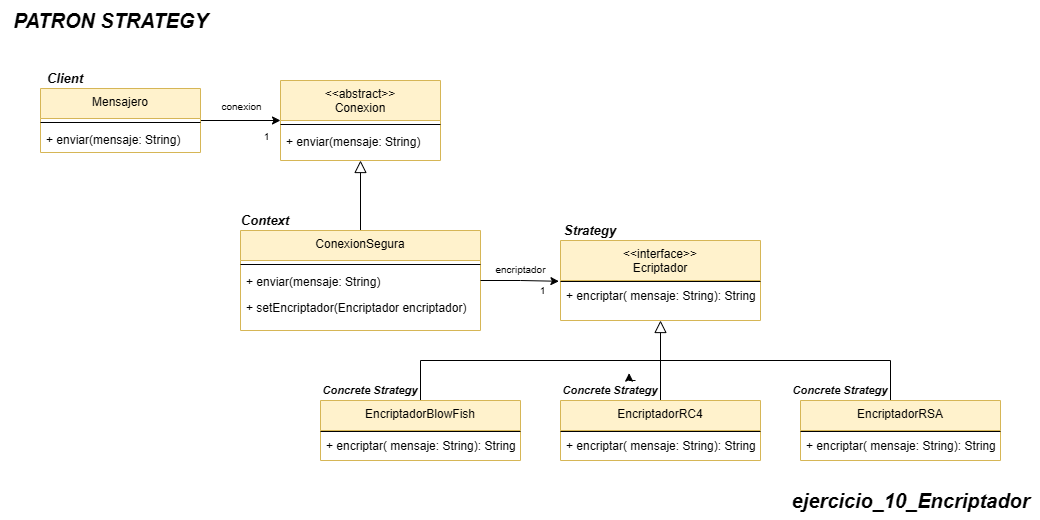 PATRON STRATEGY
Client
Mensajero
+ enviar(mensaje: String)
conexion
1
<<abstract>>
Conexion
+ enviar(mensaje: String)
Context
ConexionSegura
+ enviar(mensaje: String)
+ setEncriptador(Encriptador encriptador)
encriptador
1
Strategy
<<interface>>
Ecriptador
+ encriptar( mensaje: String): String
Concrete Strategy
EncriptadorBlowFish
+ encriptar( mensaje: String): String
Concrete Strategy
EncriptadorRC4
+ encriptar( mensaje: String): String
Concrete Strategy
EncriptadorRSA
+ encriptar( mensaje: String): String
ejercicio_10_Encriptador